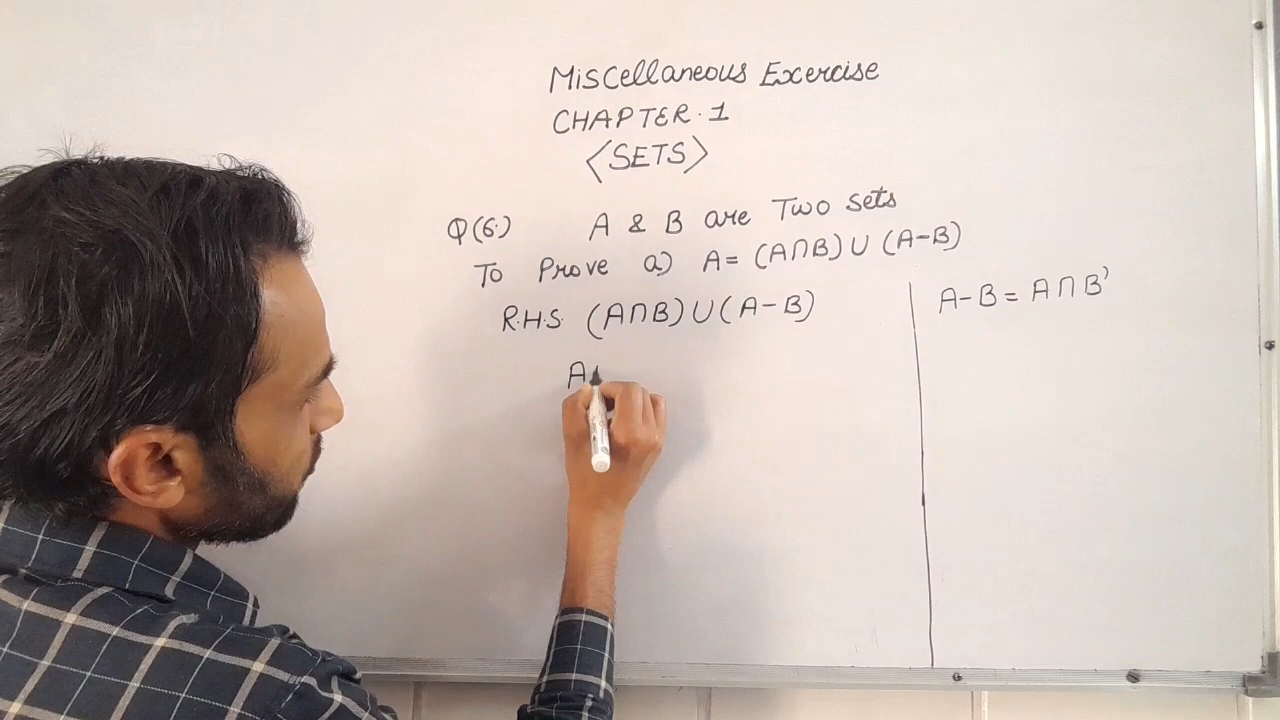 Miscellaneous Exercise
CHAPTER.1
〈SETS〉
Q(6.) A & B are Two sets
To Prove a) A = (A∩B)∪(A-B)
R.H.S. (A∩B)∪(A-B)
A
A-B = A∩B'